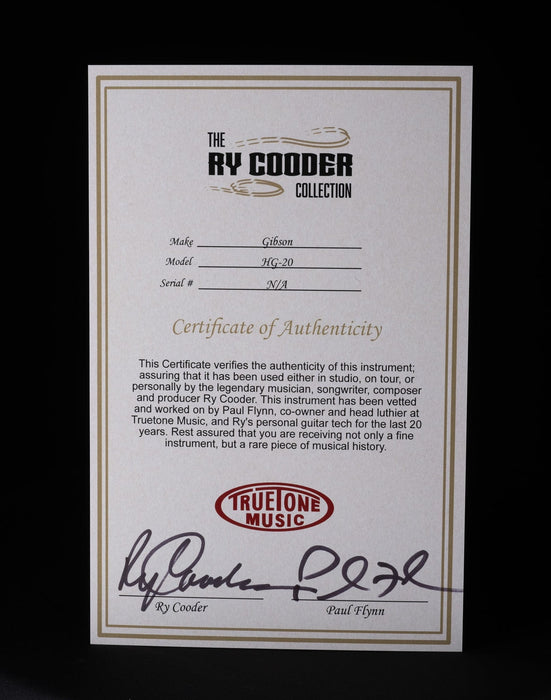 THE
RY COODER
COLLECTION
Make Gibson
Model HG-20
Serial # N/A
Certificate of Authenticity
This Certificate verifies the authenticity of this instrument;
assuring that it has been used either in studio, on tour, or
personally by the legendary musician, songwriter, composer
and producer Ry Cooder. This instrument has been vetted
and worked on by Paul Flynn, co-owner and head luthier at
Truetone Music, and Ry's personal guitar tech for the last 20
years. Rest assured that you are receiving not only a fine
instrument, but a rare piece of musical history.
TRUETONE
MUSIC
Ry Cooder
Ry Cooder Paul Flynn